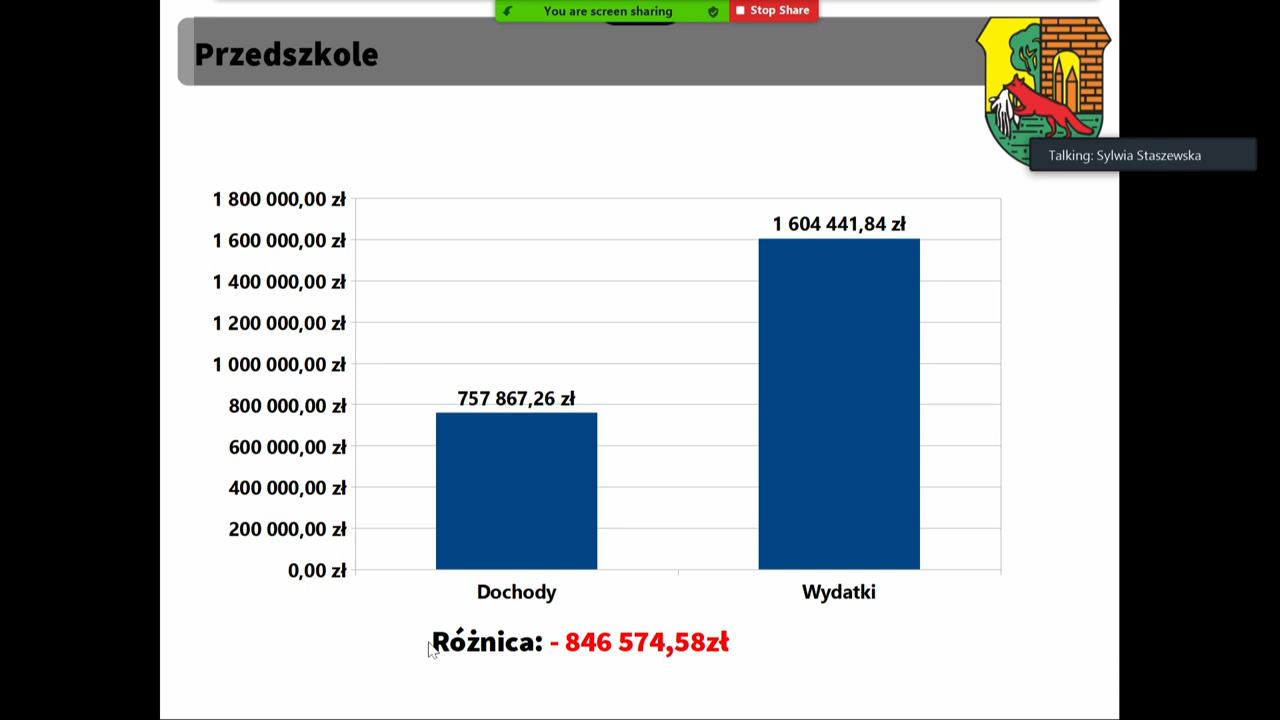 You are screen sharing
Stop Share
Przedszkole
Talking: Sylwia Staszewska
1 800 000,00 zł
1 600 000,00 zł
1 400 000,00 zł
1 200 000,00 zł
1 000 000,00 zł
800 000,00 zł
600 000,00 zł
400 000,00 zł
200 000,00 zł
0,00 zł
757 867,26 zł
1 604 441,84 zł
Dochody
Wydatki
Różnica: - 846 574,58zł